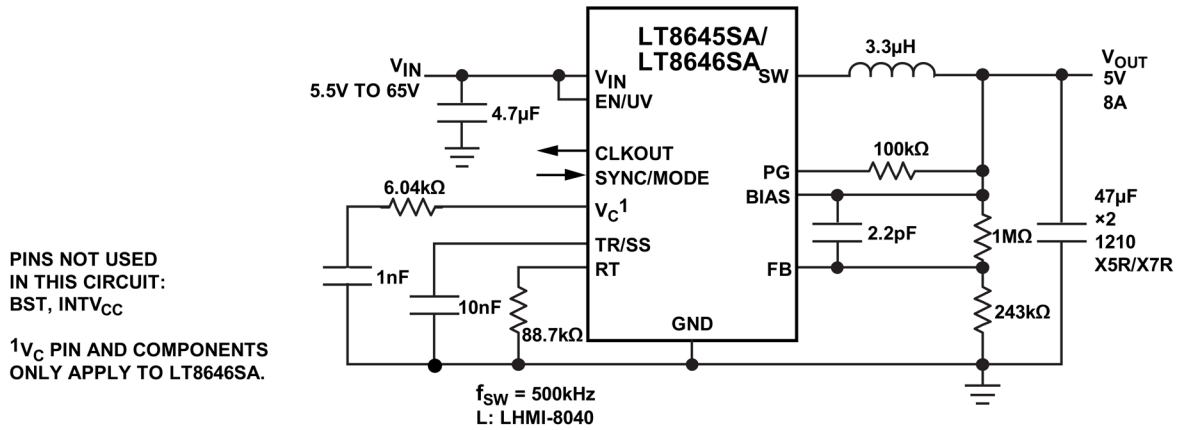 LT8645SA/
LT8646SA
V_IN
5.5V TO 65V
4.7µF
V_IN
EN/UV
CLKOUT
SYNC/MODE
6.04kΩ
V_C¹
TR/SS
RT
1nF
10nF
88.7kΩ
GND
SW
3.3µH
V_OUT
5V
8A
PG
100kΩ
BIAS
2.2pF
FB
1MΩ
243kΩ
47µF
×2
1210
X5R/X7R
PINS NOT USED
IN THIS CIRCUIT:
BST, INTV_CC
¹V_C PIN AND COMPONENTS
ONLY APPLY TO LT8646SA.
f_SW = 500kHz
L: LHMI-8040